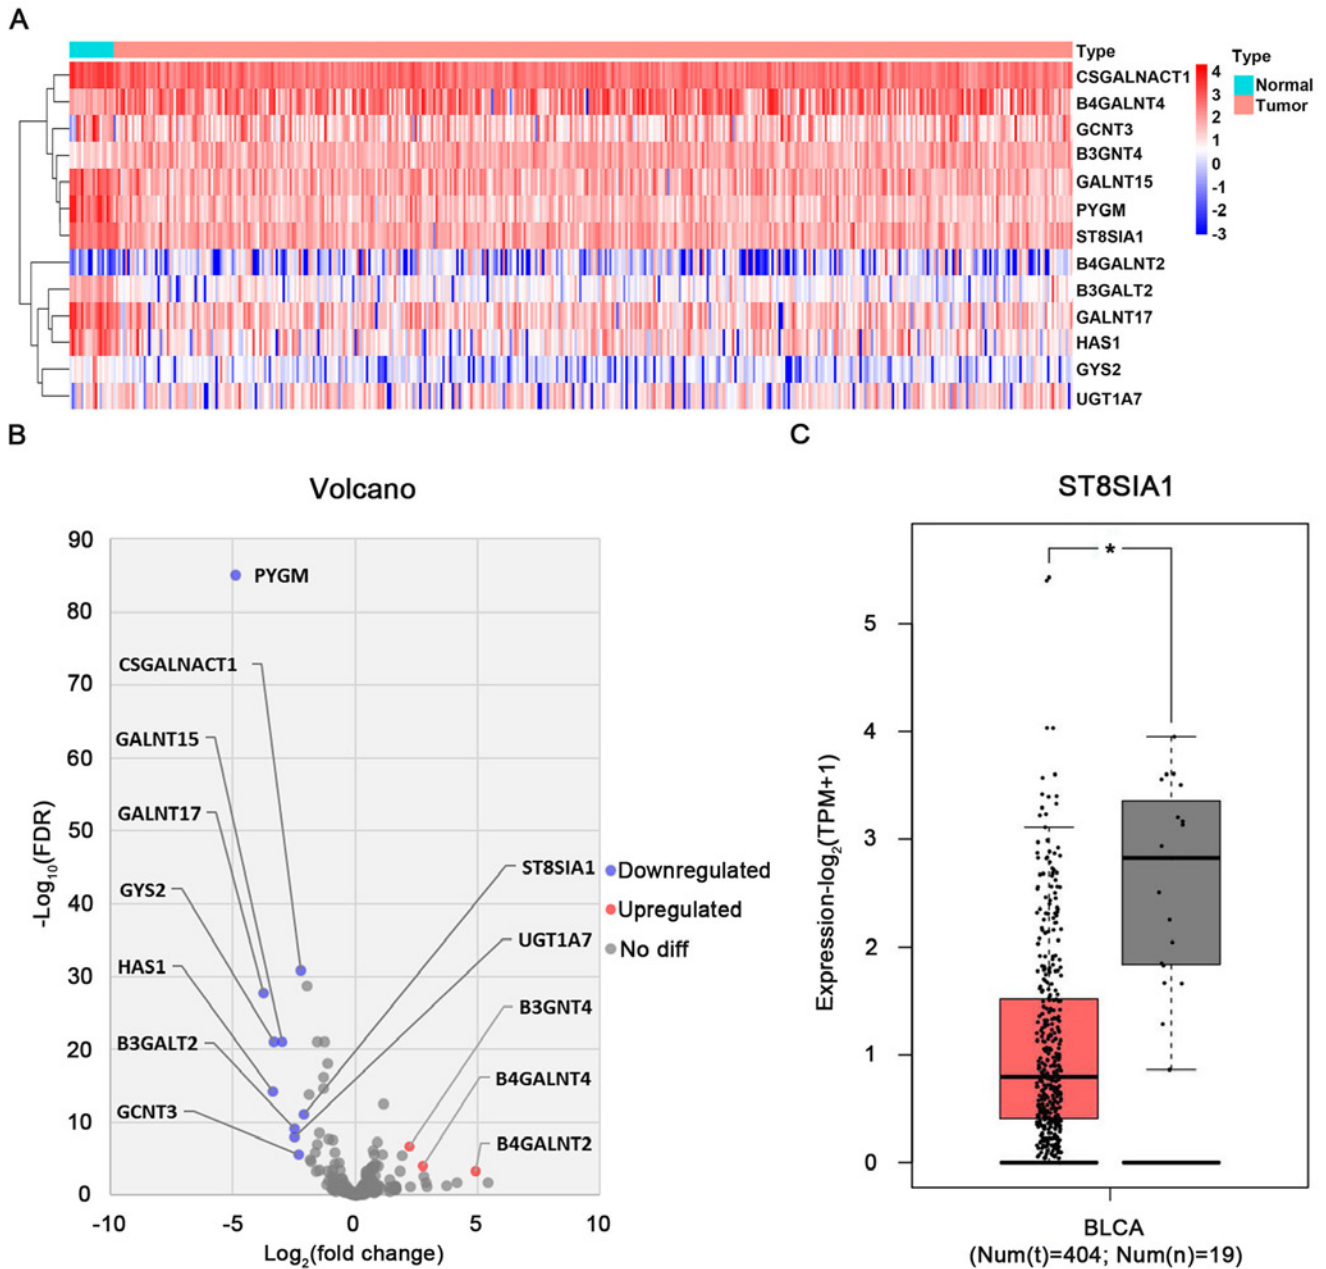 A
Type
CSGALNACT1
B4GALNT4
GCNT3
B3GNT4
GALNT15
PYGM
ST8SIA1
B4GALNT2
B3GALT2
GALNT17
HAS1
GYS2
UGT1A7
4
3
2
1
0
-1
-2
-3
Type
Normal
Tumor
B
Volcano
-Log10(FDR)
90
80
70
60
50
40
30
20
10
0
PYGM
CSGALNACT1
GALNT15
GALNT17
GYS2
HAS1
B3GALT2
GCNT3
ST8SIA1
UGT1A7
B3GNT4
B4GALNT4
B4GALNT2
Downregulated
Upregulated
No diff
-10 -5 0 5 10
Log2(fold change)
C
ST8SIA1
*
Expression-log2(TPM+1)
5
4
3
2
1
0
BLCA
(Num(t)=404; Num(n)=19)